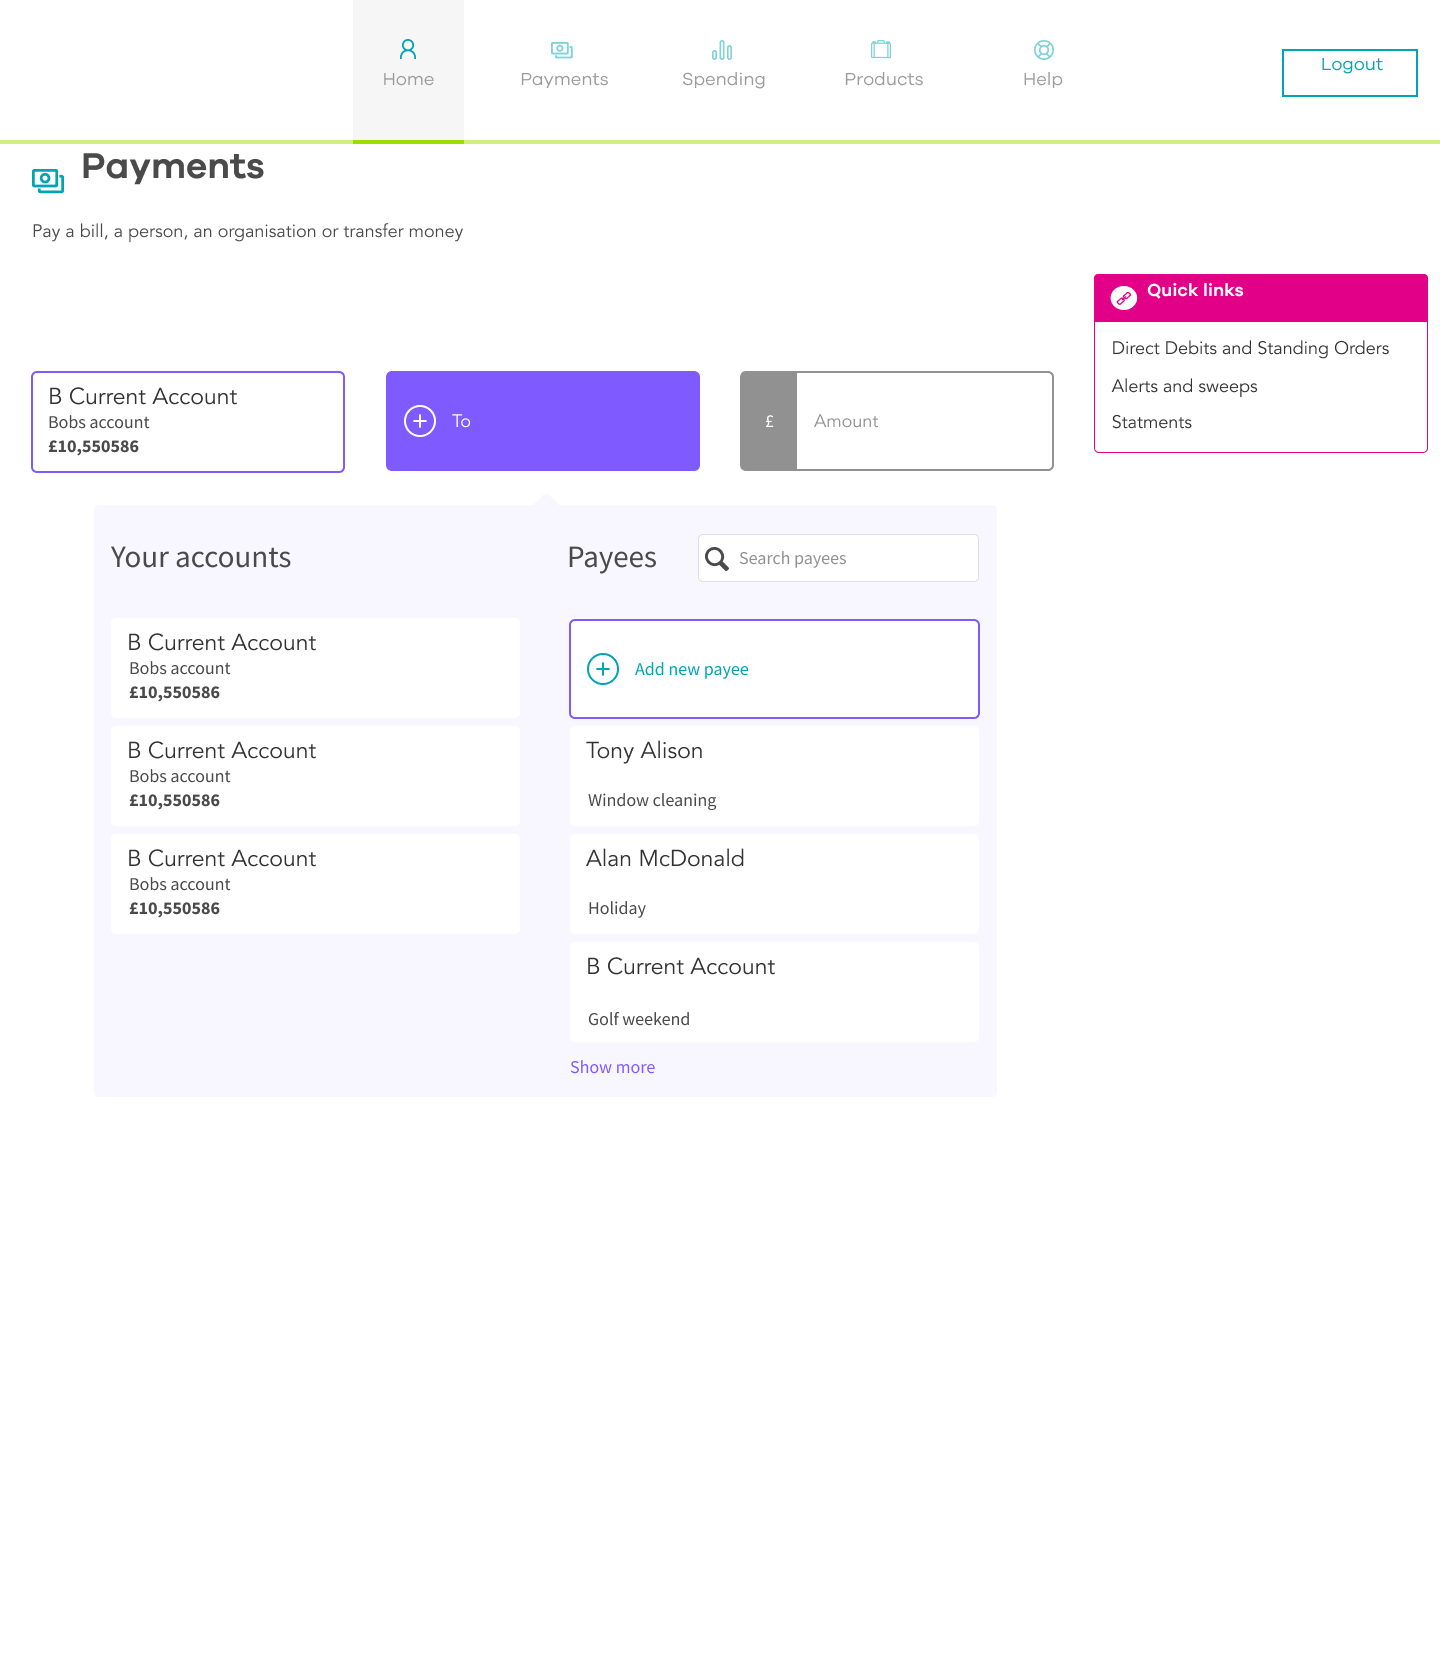 Home
Payments
Spending
Products
Help
Logout
Payments
Pay a bill, a person, an organisation or transfer money
Quick links
Direct Debits and Standing Orders
Alerts and sweeps
Statments
B Current Account
Bobs account
£10,550586
To
£
Amount
Your accounts
B Current Account
Bobs account
£10,550586
B Current Account
Bobs account
£10,550586
B Current Account
Bobs account
£10,550586
Payees
Search payees
Add new payee
Tony Alison
Window cleaning
Alan McDonald
Holiday
B Current Account
Golf weekend
Show more